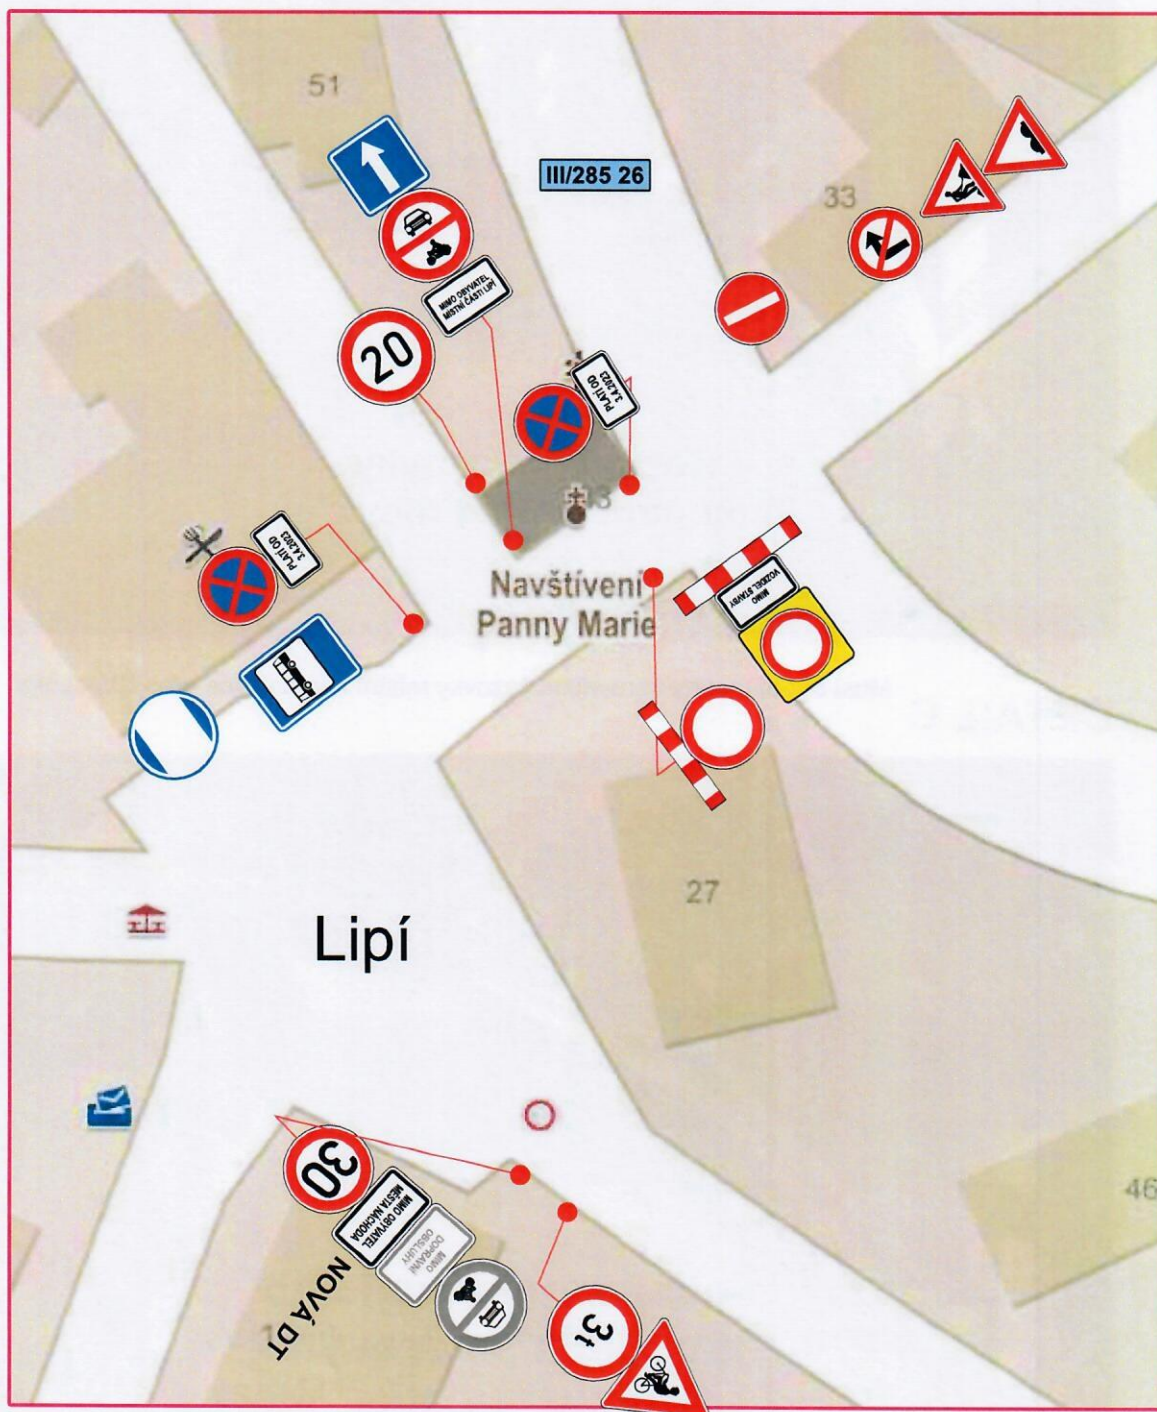 51
III/285 26
33
MIMO OBYVATEL
MÍSTNÍ ČÁSTI LIPÍ
20
PLATÍ OD
3.4.2023
PLATÍ OD
3.4.2023
Navštívení
Panny Marie
MIMO
VOZIDEL STAVBY
27
Lipí
30
MIMO OBYVATEL
MĚSTA NÁCHODA
MIMO
DOPRAVNÍ
OBSLUHY
NOVÁ DT
3t
46